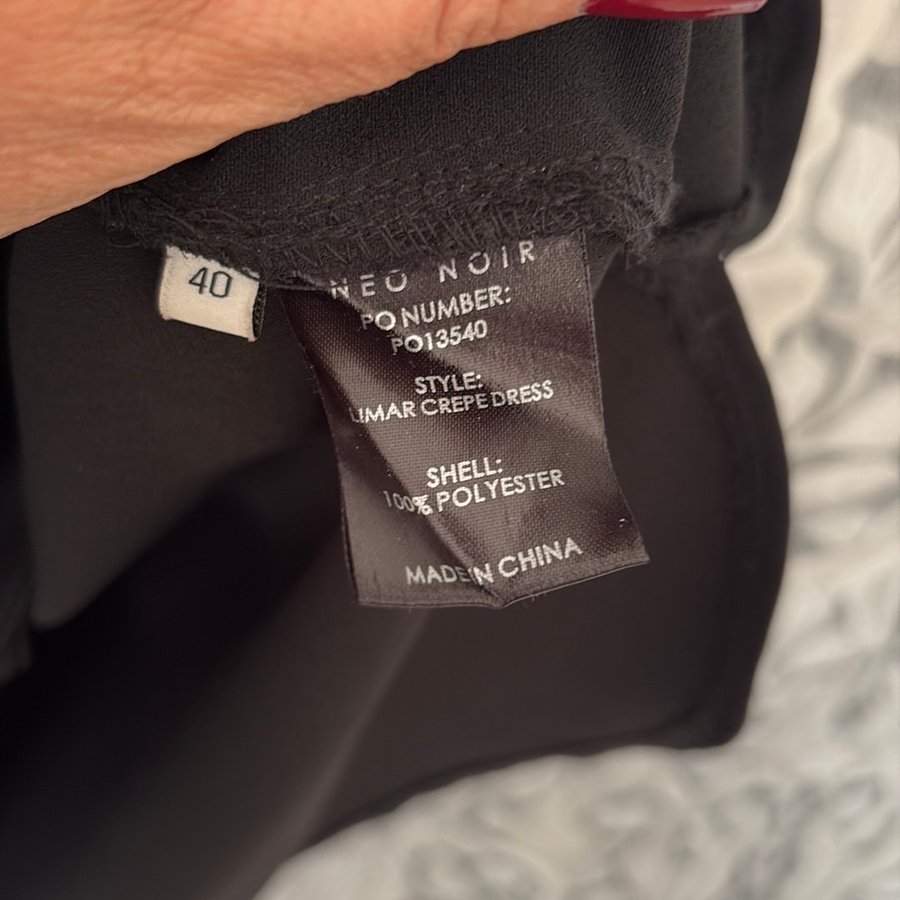 40
NEO NOIR
PO NUMBER:
PO13540
STYLE:
LIMAR CREPE DRESS
SHELL:
100% POLYESTER
MADE IN CHINA